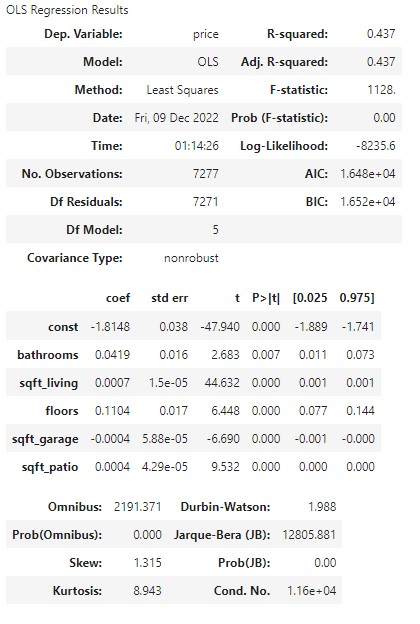 OLS Regression Results
Dep. Variable: price R-squared: 0.437
Model: OLS Adj. R-squared: 0.437
Method: Least Squares F-statistic: 1128.
Date: Fri, 09 Dec 2022 Prob (F-statistic): 0.00
Time: 01:14:26 Log-Likelihood: -8235.6
No. Observations: 7277 AIC: 1.648e+04
Df Residuals: 7271 BIC: 1.652e+04
Df Model: 5
Covariance Type: nonrobust
coef std err t P>|t| [0.025 0.975]
const -1.8148 0.038 -47.940 0.000 -1.889 -1.741
bathrooms 0.0419 0.016 2.683 0.007 0.011 0.073
sqft_living 0.0007 1.5e-05 44.632 0.000 0.001 0.001
floors 0.1104 0.017 6.448 0.000 0.077 0.144
sqft_garage -0.0004 5.88e-05 -6.690 0.000 -0.001 -0.000
sqft_patio 0.0004 4.29e-05 9.532 0.000 0.000 0.000
Omnibus: 2191.371 Durbin-Watson: 1.988
Prob(Omnibus): 0.000 Jarque-Bera (JB): 12805.881
Skew: 1.315 Prob(JB): 0.00
Kurtosis: 8.943 Cond. No. 1.16e+04